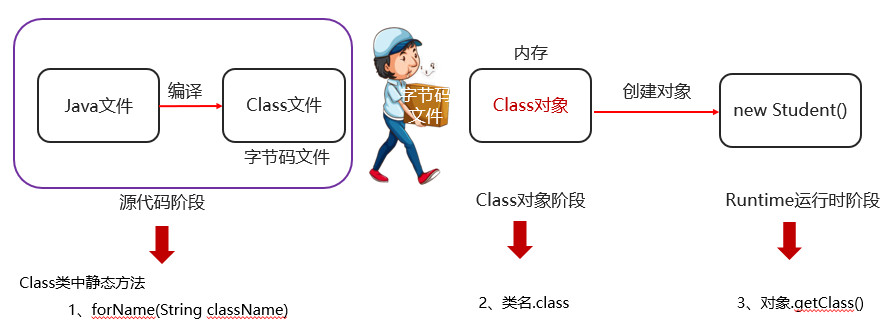 内存
Java文件
编译
Class文件
字节码
文件
Class对象
创建对象
new Student()
字节码文件
源代码阶段
Class对象阶段
Runtime运行时阶段
Class类中静态方法
1、forName(String className)
2、类名.class
3、对象.getClass()